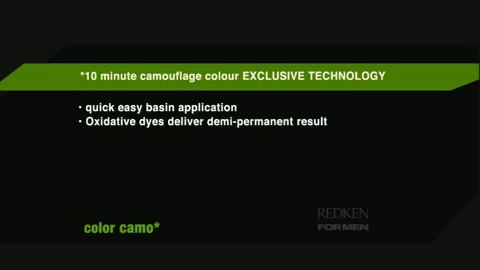 *10 minute camouflage colour EXCLUSIVE TECHNOLOGY
· quick easy basin application
· Oxidative dyes deliver demi-permanent result
color camo*
REDKEN
FOR MEN